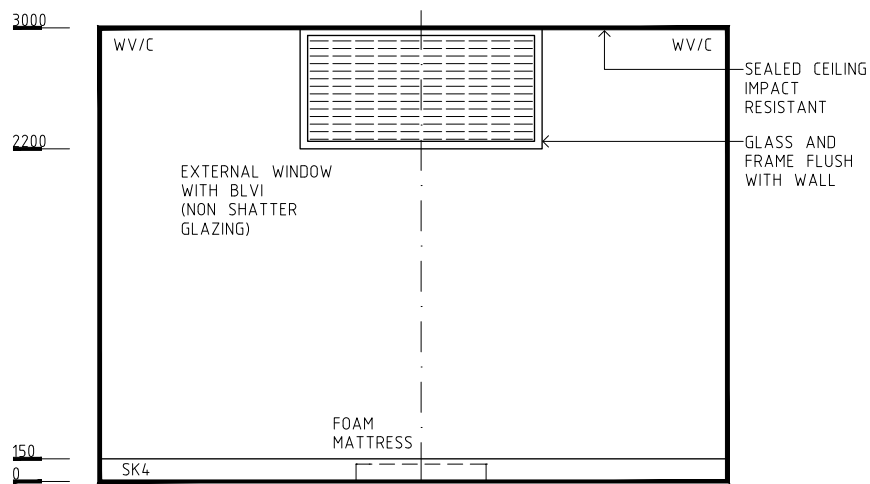 3000
WV/C
WV/C
SEALED CEILING
IMPACT
RESISTANT
2200
GLASS AND
FRAME FLUSH
WITH WALL
EXTERNAL WINDOW
WITH BLVI
(NON SHATTER
GLAZING)
FOAM
MATTRESS
150
SK4
0